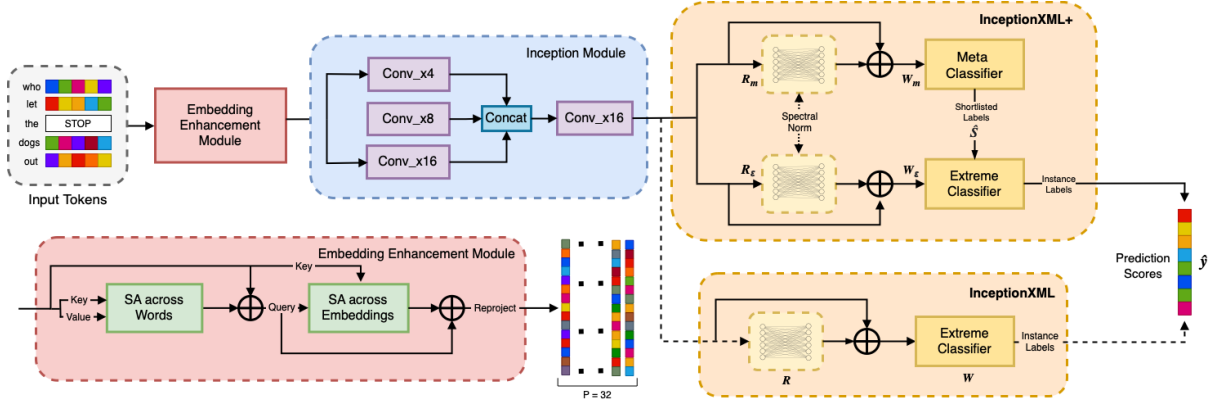 who
let
the
STOP
dogs
out
Input Tokens
Embedding
Enhancement
Module
Inception Module
Conv_x4
Conv_x8
Conv_x16
Concat
Conv_x16
InceptionXML+
R_m
W_m
Meta
Classifier
Spectral
Norm
Shortlisted
Labels
Ŝ
R_ε
W_ε
Extreme
Classifier
Instance
Labels
Embedding Enhancement Module
Key
Key
Value
SA across
Words
Query
SA across
Embeddings
Reproject
P = 32
InceptionXML
R
Extreme
Classifier
W
Instance
Labels
Prediction
Scores
ŷ